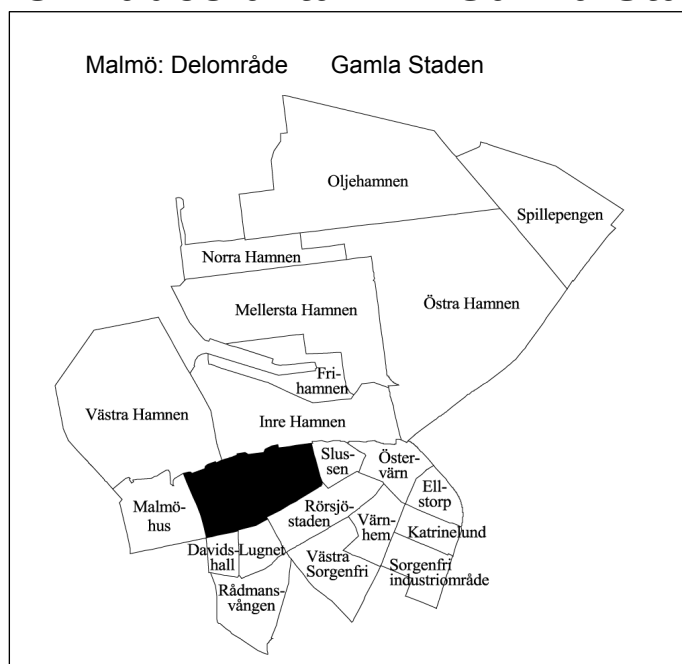 Malmö: Delområde Gamla Staden
Oljehamnen
Spillepengen
Norra Hamnen
Östra Hamnen
Mellersta Hamnen
Fri-
hamnen
Västra Hamnen
Inre Hamnen
Slus-
sen
Öster-
värn
Ell-
storp
Malmö-
hus
Rörsjö-
staden
Värn-
hem
Katrinelund
Davids-
hall
Lugnet
Västra
Sorgenfri
Sorgenfri
industriområde
Rådmans-
vången